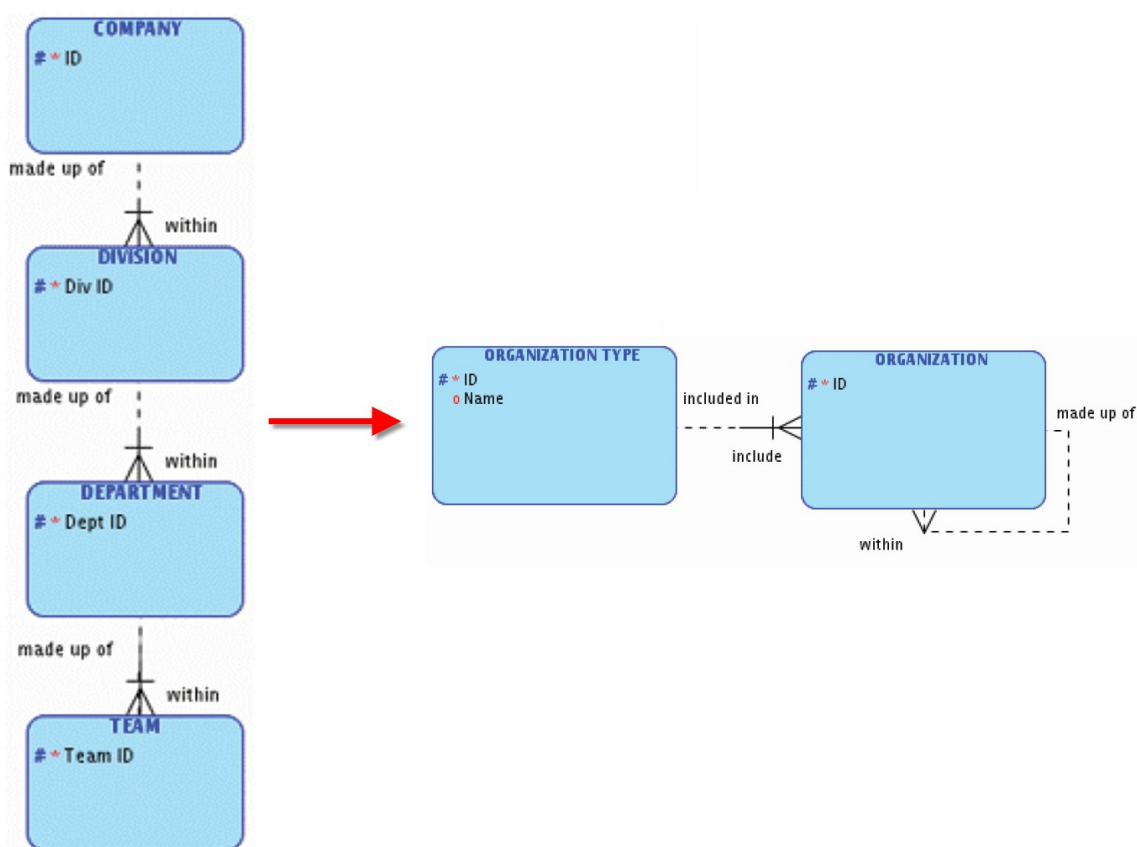 COMPANY
# * ID
made up of
within
DIVISION
# * Div ID
made up of
within
DEPARTMENT
# * Dept ID
made up of
within
TEAM
# * Team ID
ORGANIZATION TYPE
# * ID
o Name
included in
include
ORGANIZATION
# * ID
made up of
within